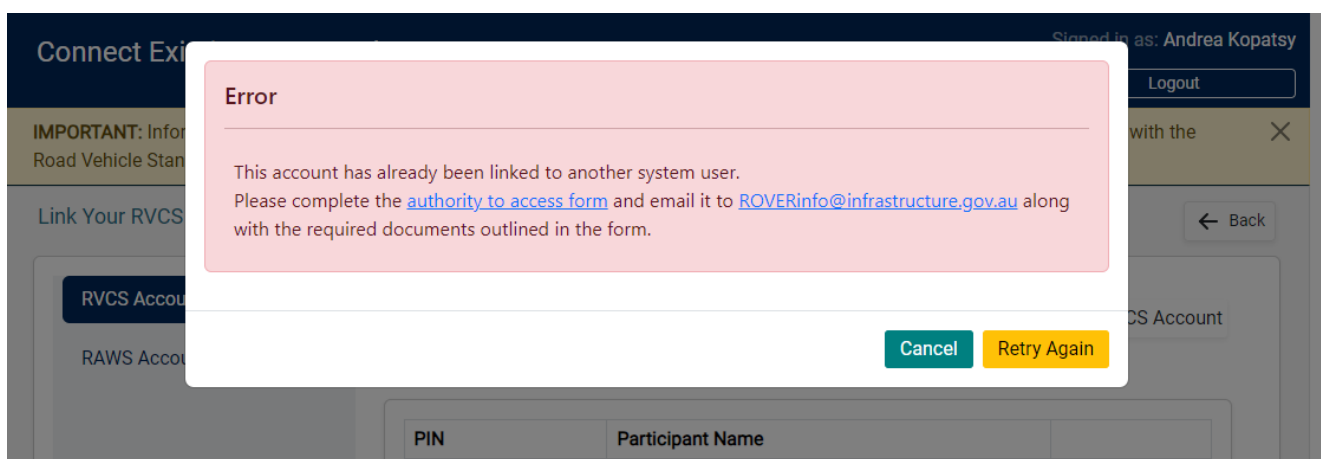 Connect Exi
Signed in as: Andrea Kopatsy
Logout
IMPORTANT: Infor
with the
Road Vehicle Stan
Error
This account has already been linked to another system user.
Please complete the authority to access form and email it to ROVERinfo@infrastructure.gov.au along
with the required documents outlined in the form.
Link Your RVCS
← Back
RVCS Accou
CS Account
RAWS Accou
Cancel
Retry Again
PIN
Participant Name